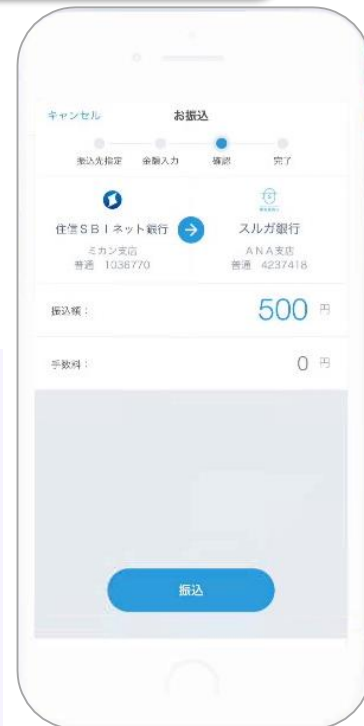 キャンセル お振込
振込先指定 金額入力 確認 完了
住信ＳＢＩネット銀行 スルガ銀行
ミカン支店 ＡＮＡ支店
普通 1036770 普通 4237418
振込額： 500 円
手数料： 0 円
振込